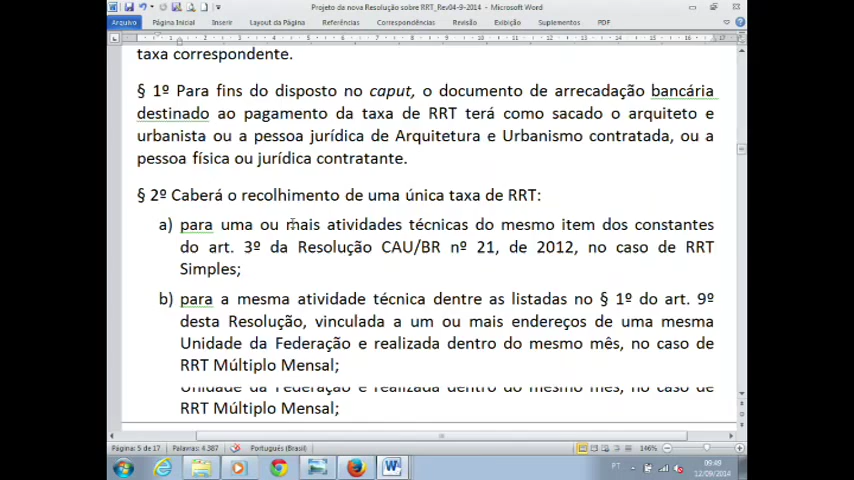 Projeto da nova Resolução sobre RRT_Rev04-9-2014 - Microsoft Word
Arquivo Página Inicial Inserir Layout da Página Referências Correspondências Revisão Exibição Suplementos PDF
taxa correspondente.
§ 1º Para fins do disposto no caput, o documento de arrecadação bancária
destinado ao pagamento da taxa de RRT terá como sacado o arquiteto e
urbanista ou a pessoa jurídica de Arquitetura e Urbanismo contratada, ou a
pessoa física ou jurídica contratante.
§ 2º Caberá o recolhimento de uma única taxa de RRT:
a) para uma ou mais atividades técnicas do mesmo item dos constantes
do art. 3º da Resolução CAU/BR nº 21, de 2012, no caso de RRT
Simples;
b) para a mesma atividade técnica dentre as listadas no § 1º do art. 9º
desta Resolução, vinculada a um ou mais endereços de uma mesma
Unidade da Federação e realizada dentro do mesmo mês, no caso de
RRT Múltiplo Mensal;
Unidade da Federação e realizada dentro do mesmo mês, no caso de
RRT Múltiplo Mensal;
Página: 5 de 17 Palavras: 4.387 Português (Brasil) 146%
PT 09:49
12/09/2014